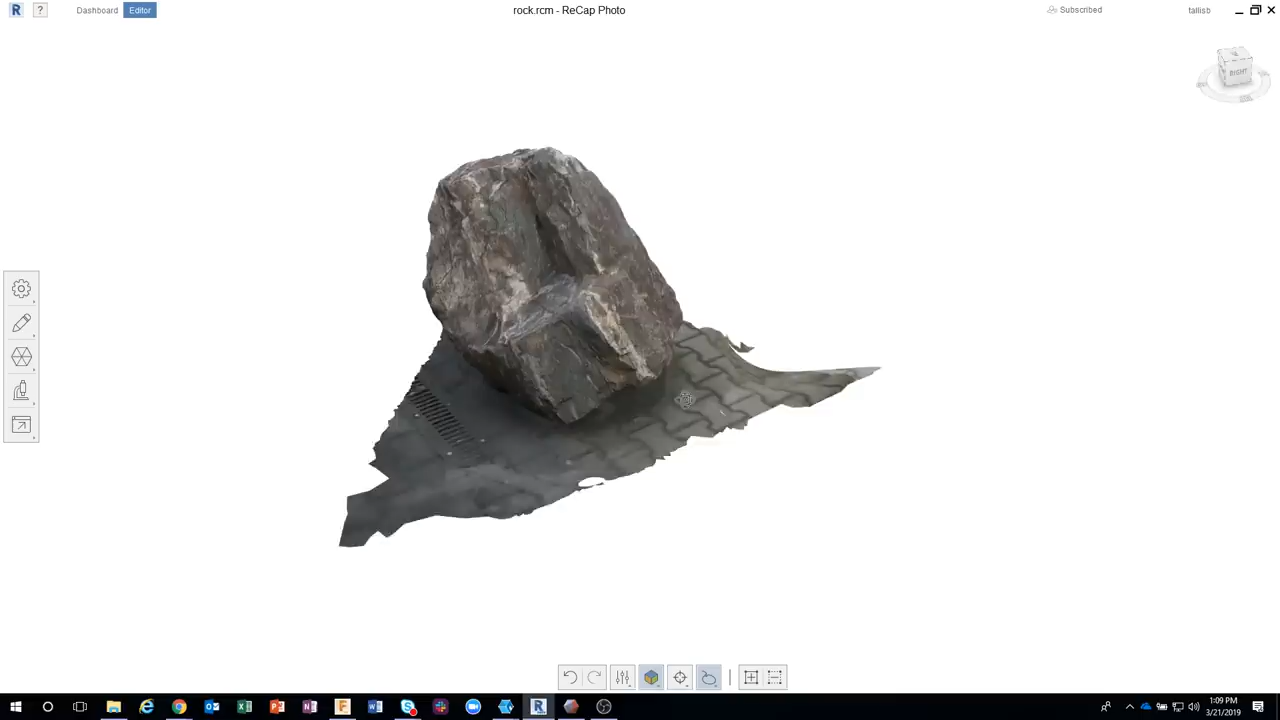 R ? Dashboard Editor rock.rcm - ReCap Photo Subscribed tallisb
RIGHT
1:09 PM
3/21/2019